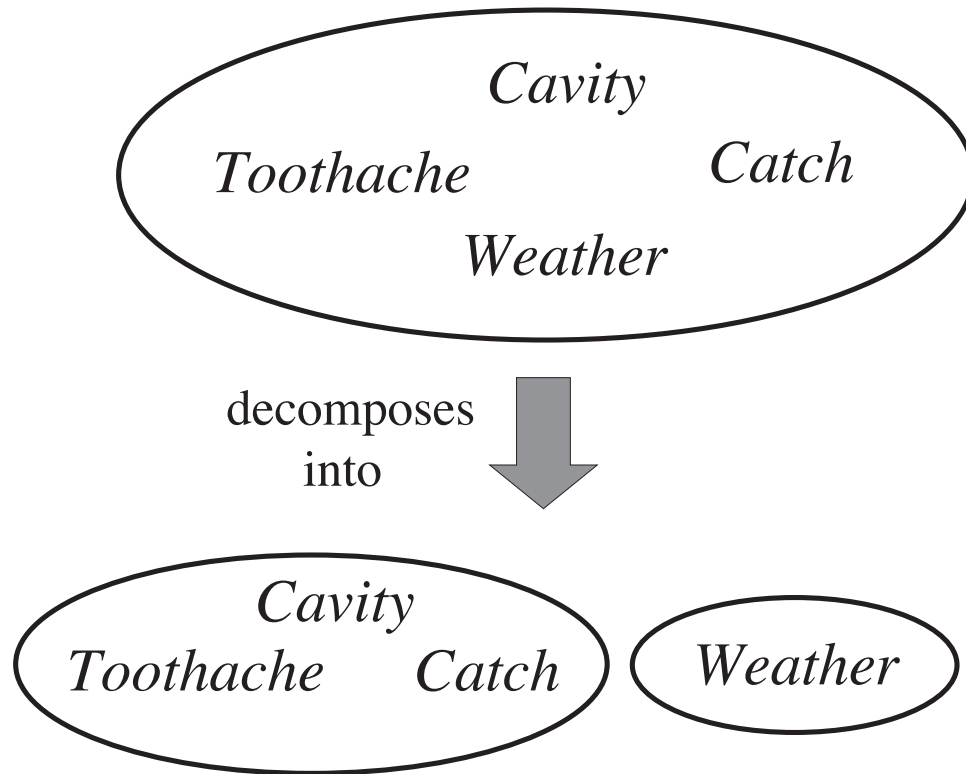 Cavity
Toothache
Catch
Weather
decomposes
into
Cavity
Toothache
Catch
Weather